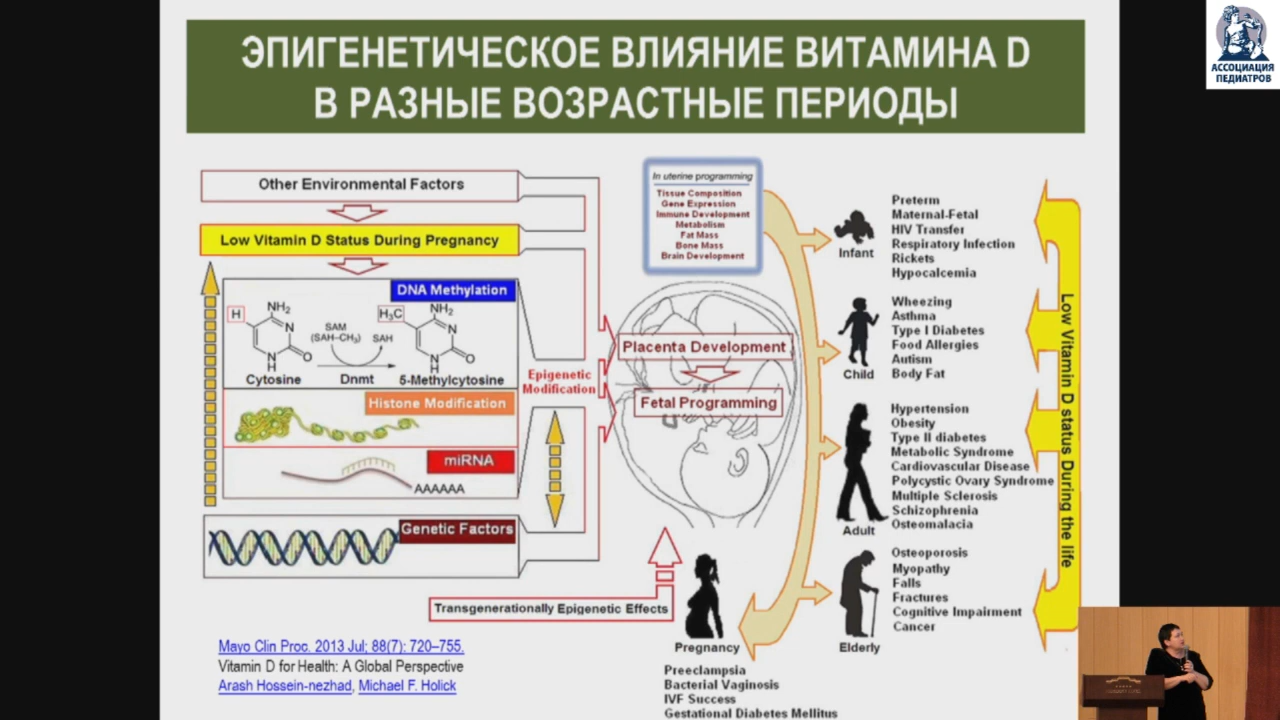 ЭПИГЕНЕТИЧЕСКОЕ ВЛИЯНИЕ ВИТАМИНА D
В РАЗНЫЕ ВОЗРАСТНЫЕ ПЕРИОДЫ
АССОЦИАЦИЯ
ПЕДИАТРОВ
Other Environmental Factors
Low Vitamin D Status During Pregnancy
DNA Methylation
H
NH2
N
N
H
O
Cytosine
SAM
(SAH-CH3)
SAH
Dnmt
H3C
NH2
N
N
H
O
5-Methylcytosine
Histone Modification
miRNA
AAAAAA
Genetic Factors
Epigenetic
Modification
Transgenerationally Epigenetic Effects
In uterine programming
Tissue Composition
Gene Expression
Immune Development
Metabolism
Fat Mass
Bone Mass
Brain Development
Placenta Development
Fetal Programming
Infant
Preterm
Maternal-Fetal
HIV Transfer
Respiratory Infection
Rickets
Hypocalcemia
Child
Wheezing
Asthma
Type I Diabetes
Food Allergies
Autism
Body Fat
Adult
Hypertension
Obesity
Type II diabetes
Metabolic Syndrome
Cardiovascular Disease
Polycystic Ovary Syndrome
Multiple Sclerosis
Schizophrenia
Osteomalacia
Elderly
Osteoporosis
Myopathy
Falls
Fractures
Cognitive Impairment
Cancer
Low Vitamin D status During the life
Pregnancy
Preeclampsia
Bacterial Vaginosis
IVF Success
Gestational Diabetes Mellitus
Mayo Clin Proc. 2013 Jul; 88(7): 720–755.
Vitamin D for Health: A Global Perspective
Arash Hossein-nezhad, Michael F. Holick